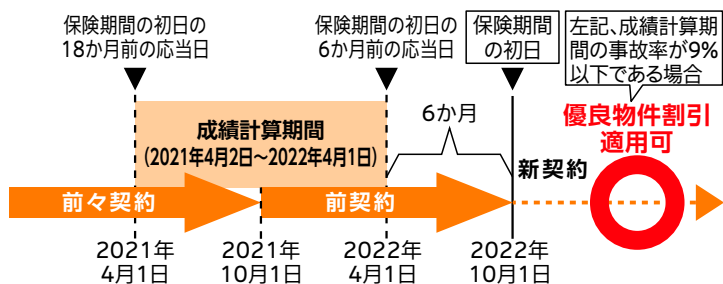 保険期間の初日の
18か月前の応当日
保険期間の初日の
6か月前の応当日
保険期間
の初日
左記、成績計算期
間の事故率が9%
以下である場合
優良物件割引
適用可
成績計算期間
(2021年4月2日~2022年4月1日)
6か月
新契約
前々契約
前契約
2021年
4月1日
2021年
10月1日
2022年
4月1日
2022年
10月1日